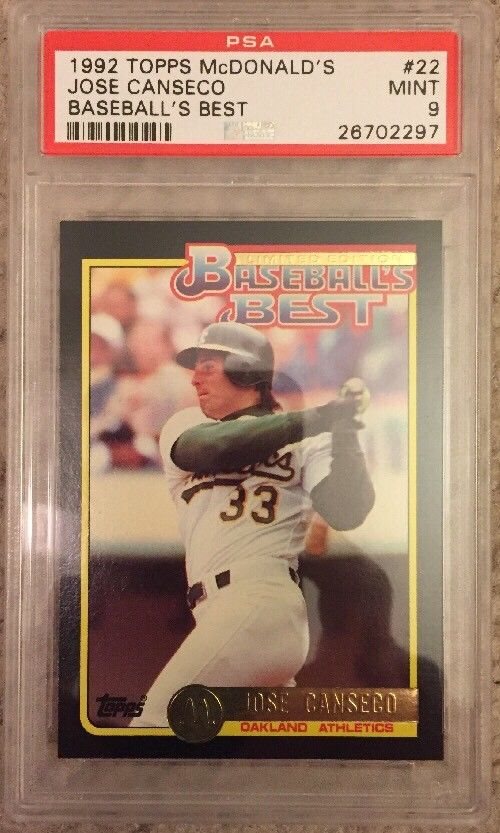 PSA
1992 TOPPS McDONALD'S #22
JOSE CANSECO MINT
BASEBALL'S BEST 9
26702297
LIMITED EDITION
BASEBALL'S
BEST
33
TOPPS®
M JOSE CANSECO
OAKLAND ATHLETICS